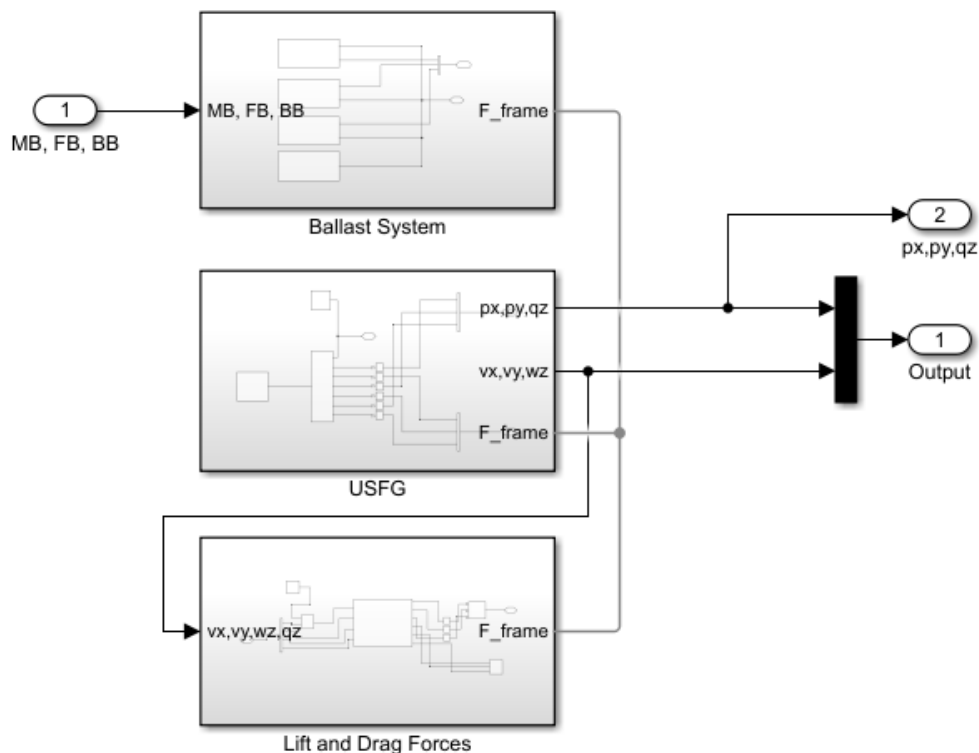 1
MB, FB, BB
MB, FB, BB
F_frame
Ballast System
2
px,py,qz
px,py,qz
vx,vy,wz
F_frame
USFG
1
Output
vx,vy,wz,qz
F_frame
Lift and Drag Forces